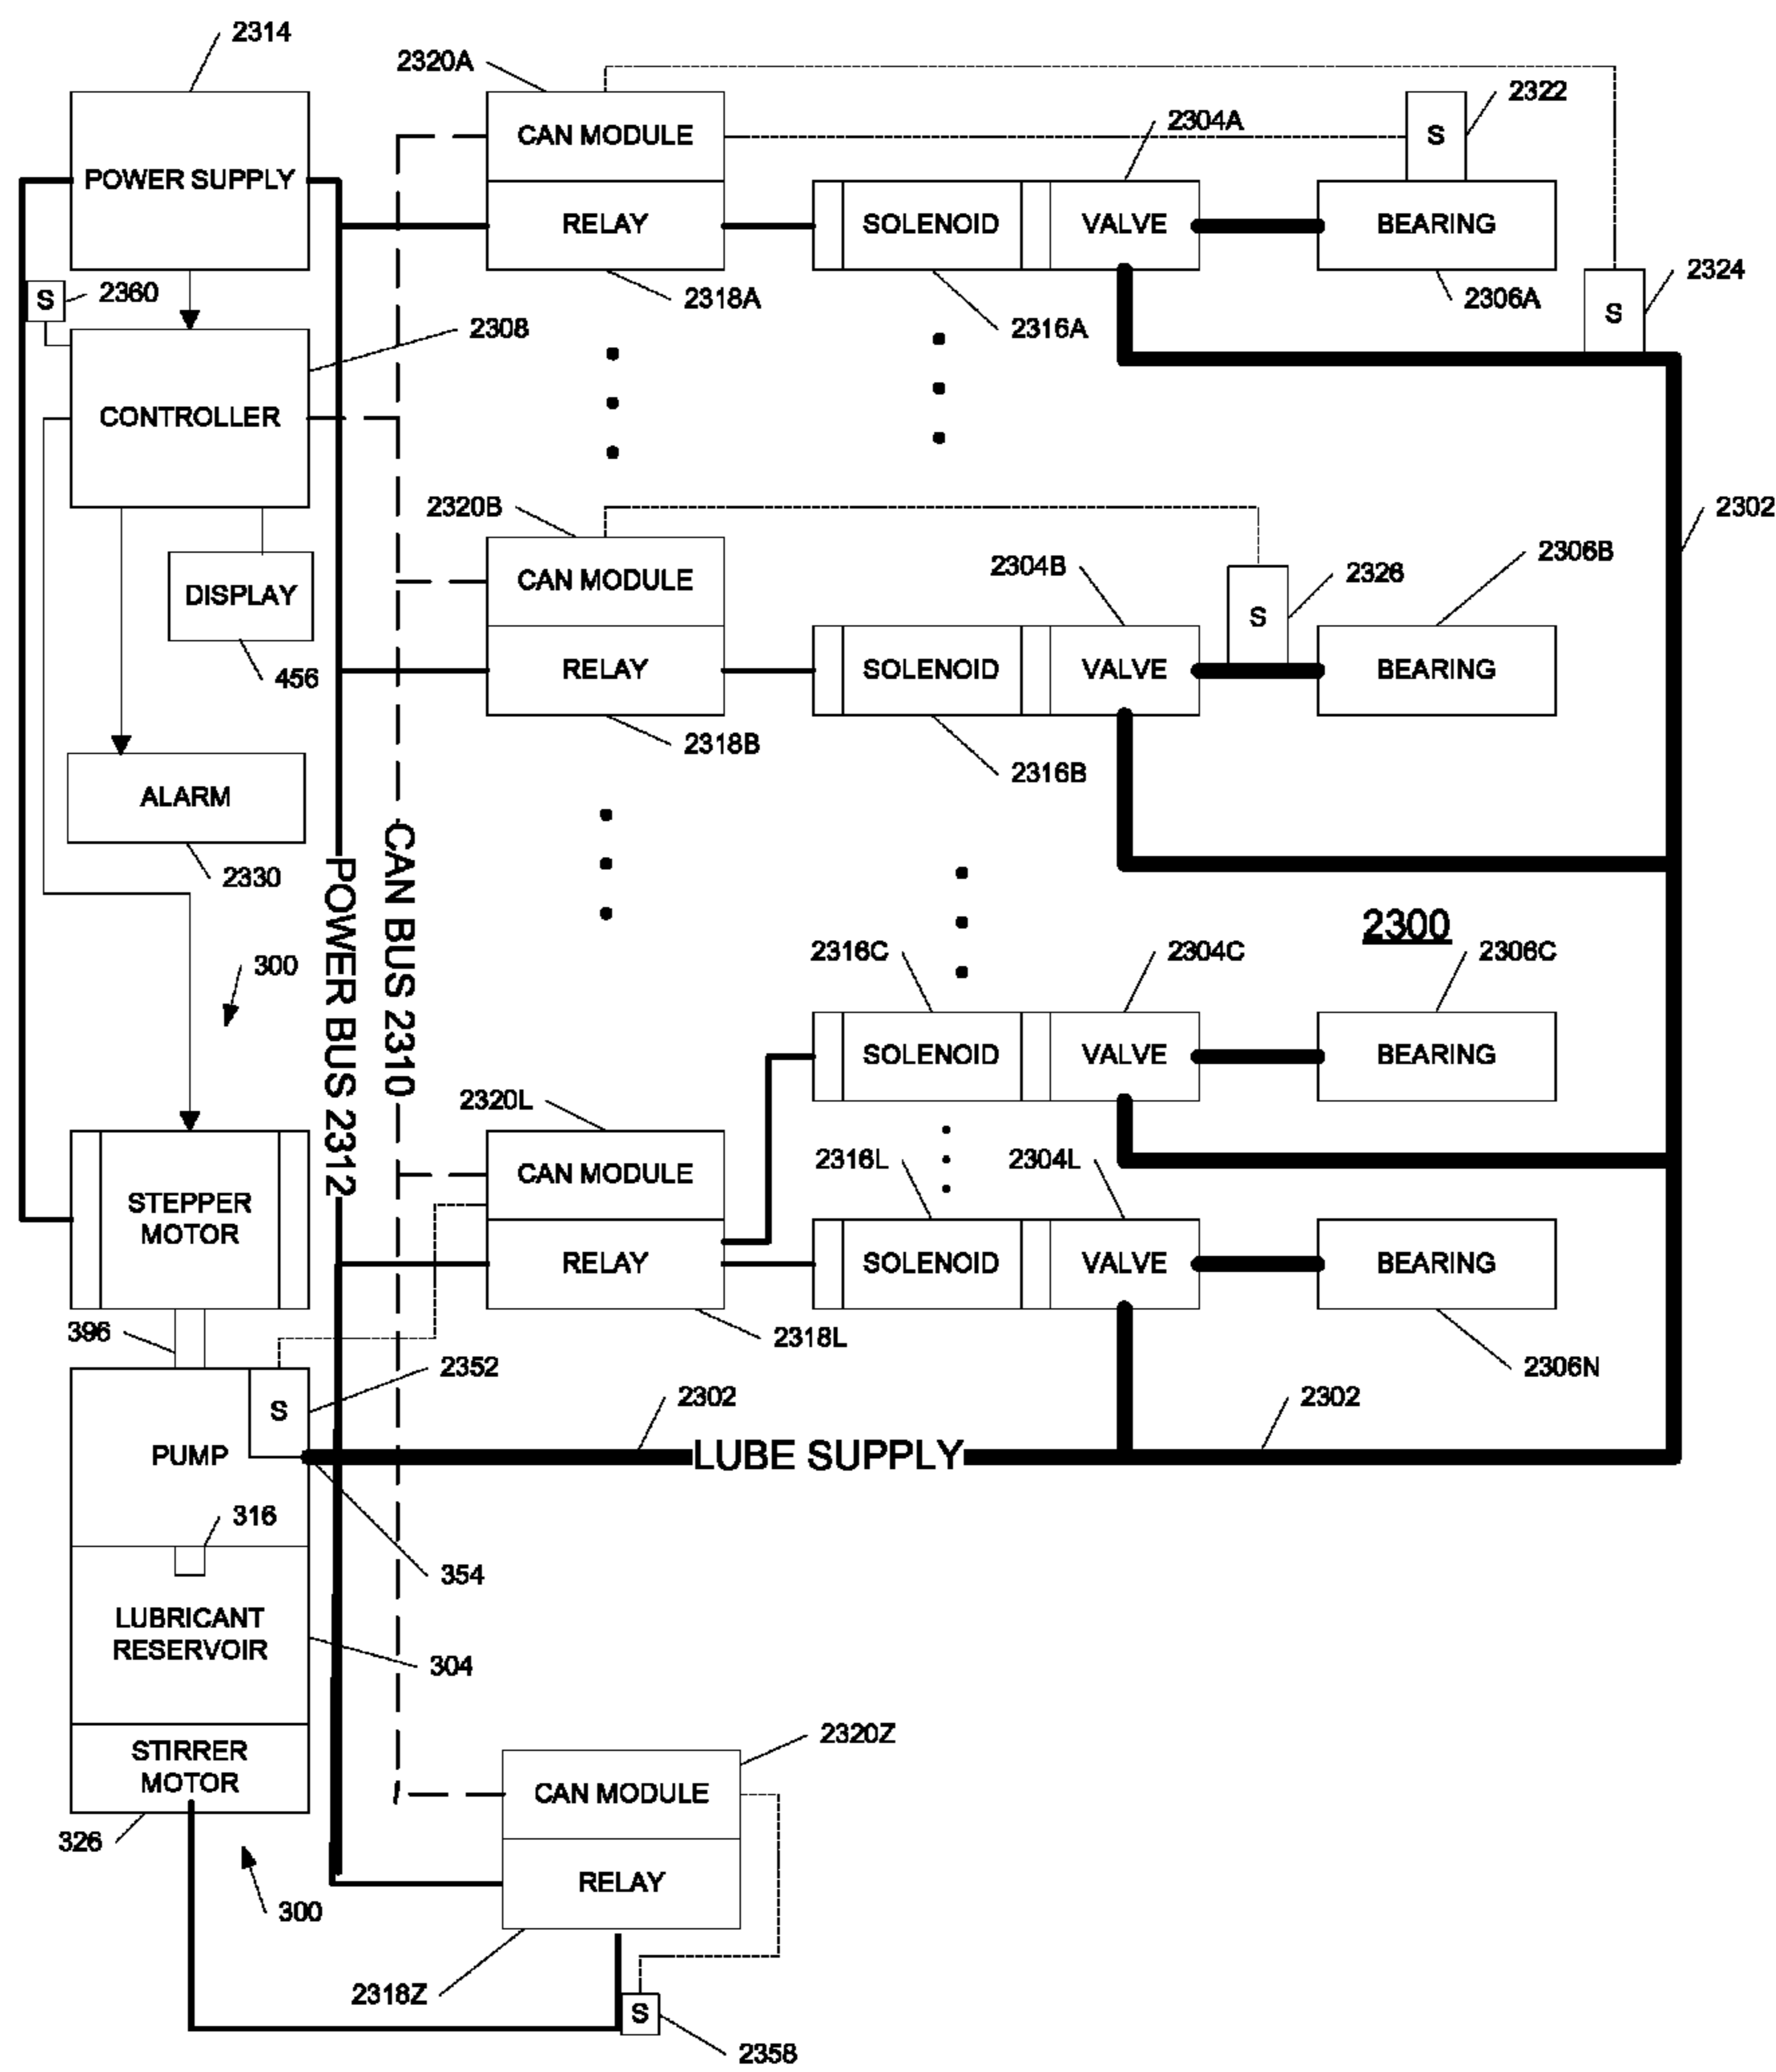 2314
2320A
2322
CAN MODULE
S
2304A
POWER SUPPLY
RELAY
SOLENOID
VALVE
BEARING
S
2360
2318A
2316A
2306A
2324
S
2308
CONTROLLER
2320B
2302
CAN MODULE
2304B
2306B
2326
DISPLAY
S
456
RELAY
SOLENOID
VALVE
BEARING
2318B
2316B
ALARM
2330
POWER BUS 2312
CAN BUS 2310
2300
300
2316C
2304C
2306C
SOLENOID
VALVE
BEARING
2320L
CAN MODULE
2316L
2304L
STEPPER
MOTOR
RELAY
SOLENOID
VALVE
BEARING
396
2318L
2352
2306N
S
2302
2302
PUMP
LUBE SUPPLY
316
354
LUBRICANT
RESERVOIR
304
STIRRER
MOTOR
2320Z
CAN MODULE
326
RELAY
300
2318Z
S
2358